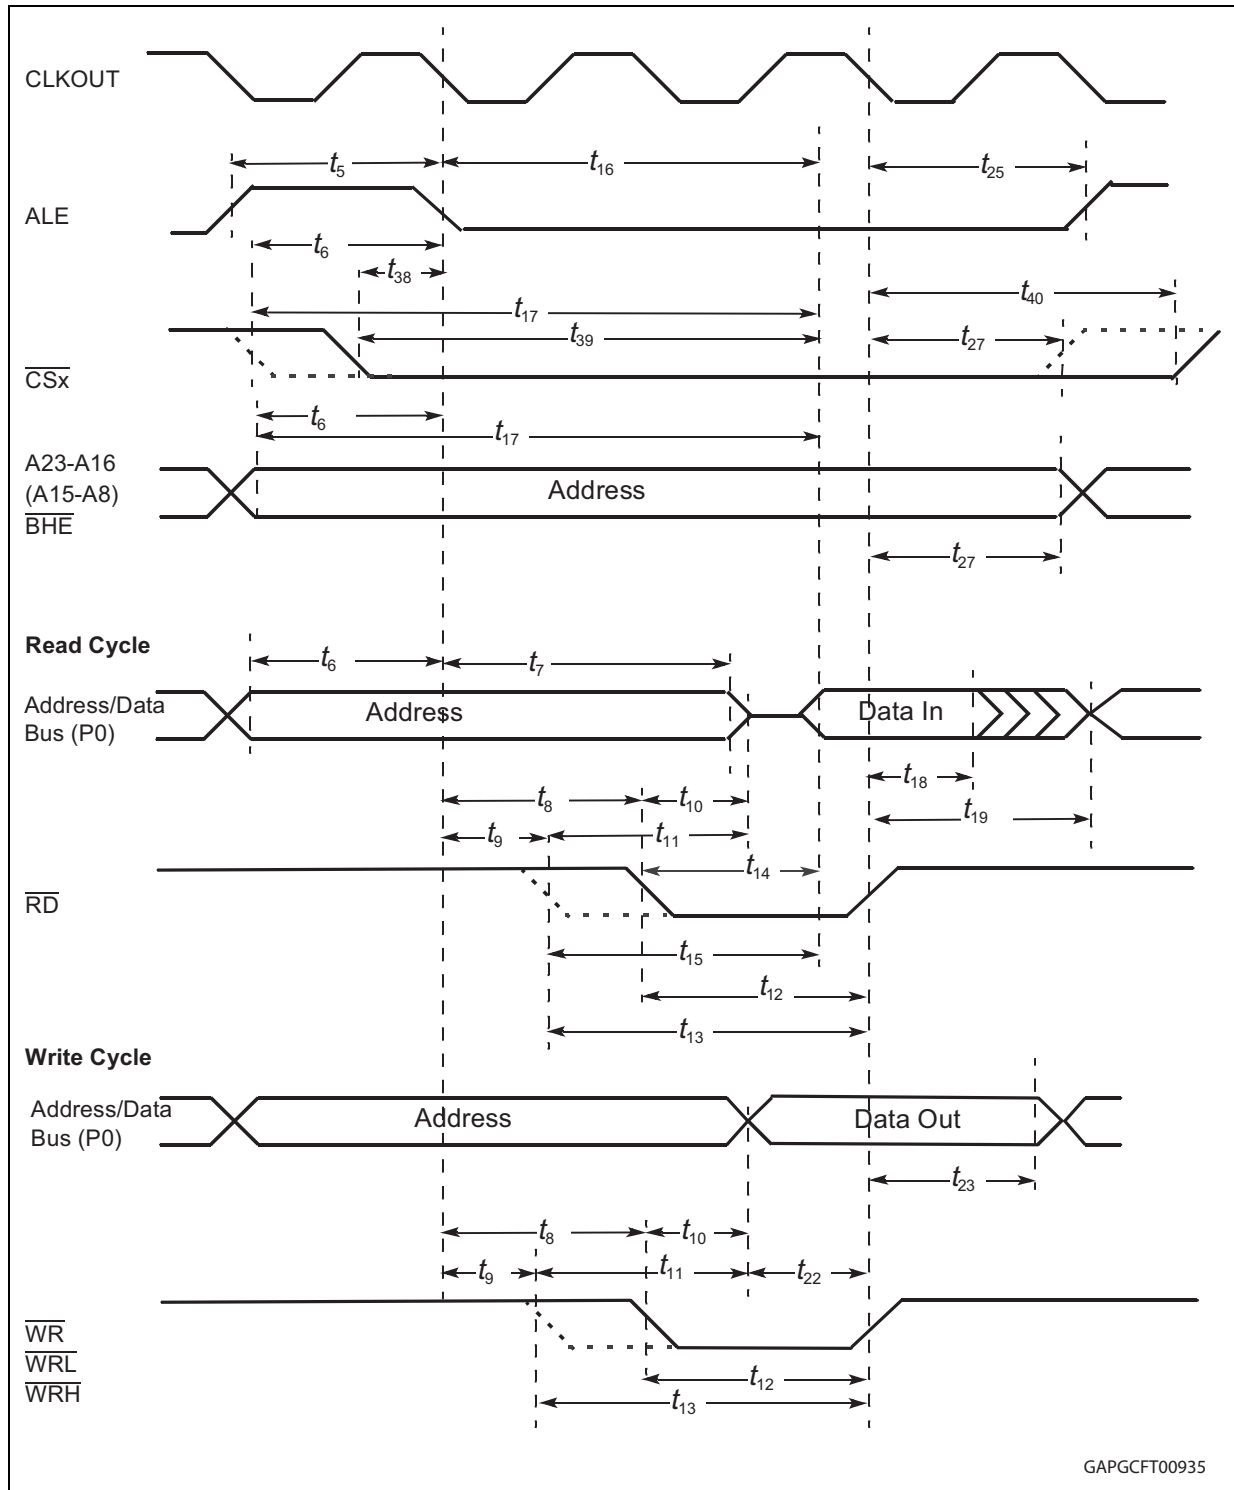 CLKOUT
t5
t16
t25
ALE
t6
t38
t40
t17
t39
t27
CSx
t6
t17
A23-A16
(A15-A8)
BHE
Address
t27
Read Cycle
t6
t7
Address/Data
Bus (P0)
Address
Data In
t18
t8
t10
t19
t9
t11
t14
RD
t15
t12
t13
Write Cycle
Address/Data
Bus (P0)
Address
Data Out
t23
t8
t10
t9
t11
t22
WR
WRL
WRH
t12
t13
GAPGCFT00935